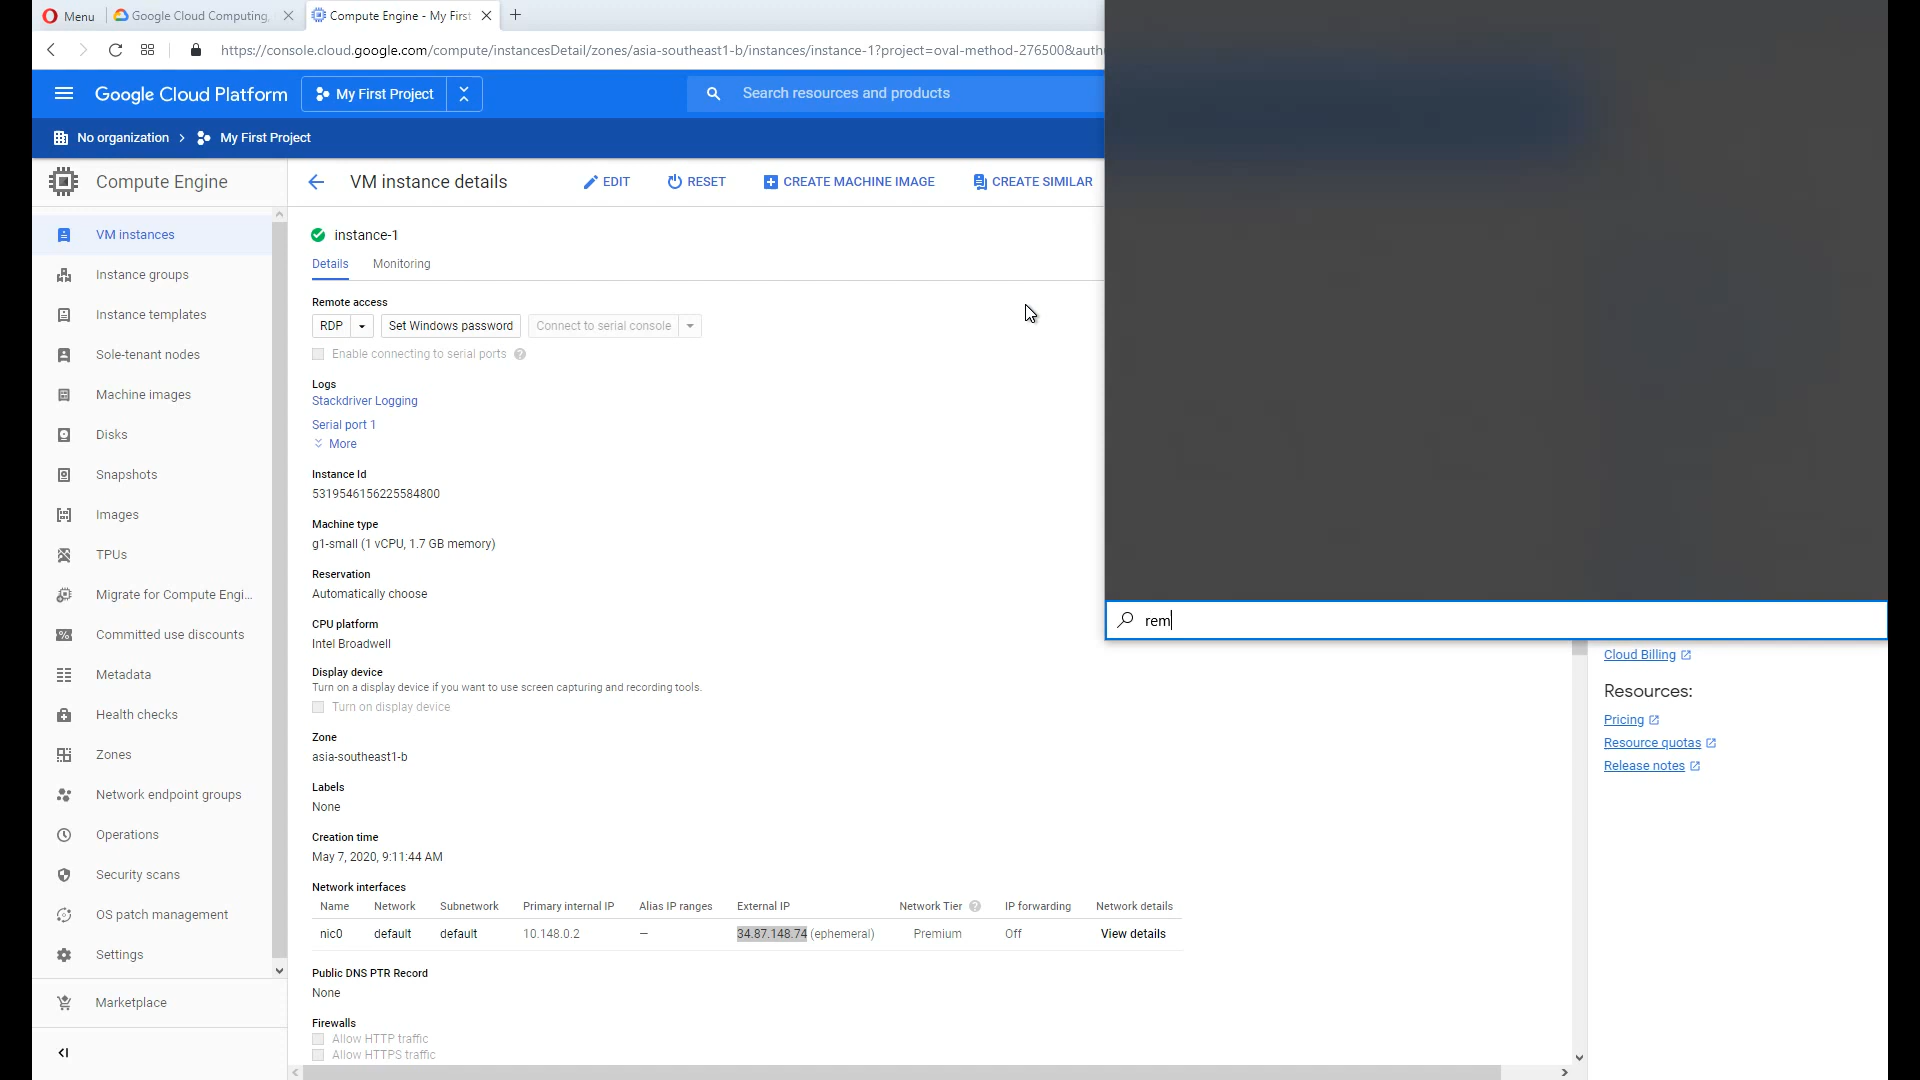 Menu
Google Cloud Computing,
Compute Engine - My First
https://console.cloud.google.com/compute/instancesDetail/zones/asia-southeast1-b/instances/instance-1?project=oval-method-276500&auth
Google Cloud Platform
My First Project
Search resources and products
No organization
My First Project
Compute Engine
VM instances
Instance groups
Instance templates
Sole-tenant nodes
Machine images
Disks
Snapshots
Images
TPUs
Migrate for Compute Engi...
Committed use discounts
Metadata
Health checks
Zones
Network endpoint groups
Operations
Security scans
OS patch management
Settings
Marketplace
VM instance details
EDIT
RESET
CREATE MACHINE IMAGE
CREATE SIMILAR
instance-1
Details Monitoring
Remote access
RDP Set Windows password Connect to serial console
Enable connecting to serial ports ?
Logs
Stackdriver Logging
Serial port 1
More
Instance Id
5319546156225584800
Machine type
g1-small (1 vCPU, 1.7 GB memory)
Reservation
Automatically choose
CPU platform
Intel Broadwell
Display device
Turn on a display device if you want to use screen capturing and recording tools.
Turn on display device
Zone
asia-southeast1-b
Labels
None
Creation time
May 7, 2020, 9:11:44 AM
Network interfaces
Name Network Subnetwork Primary internal IP Alias IP ranges External IP Network Tier ? IP forwarding Network details
nic0 default default 10.148.0.2 — 34.87.148.74 (ephemeral) Premium Off View details
Public DNS PTR Record
None
Firewalls
Allow HTTP traffic
Allow HTTPS traffic
rem
Cloud Billing
Resources:
Pricing
Resource quotas
Release notes